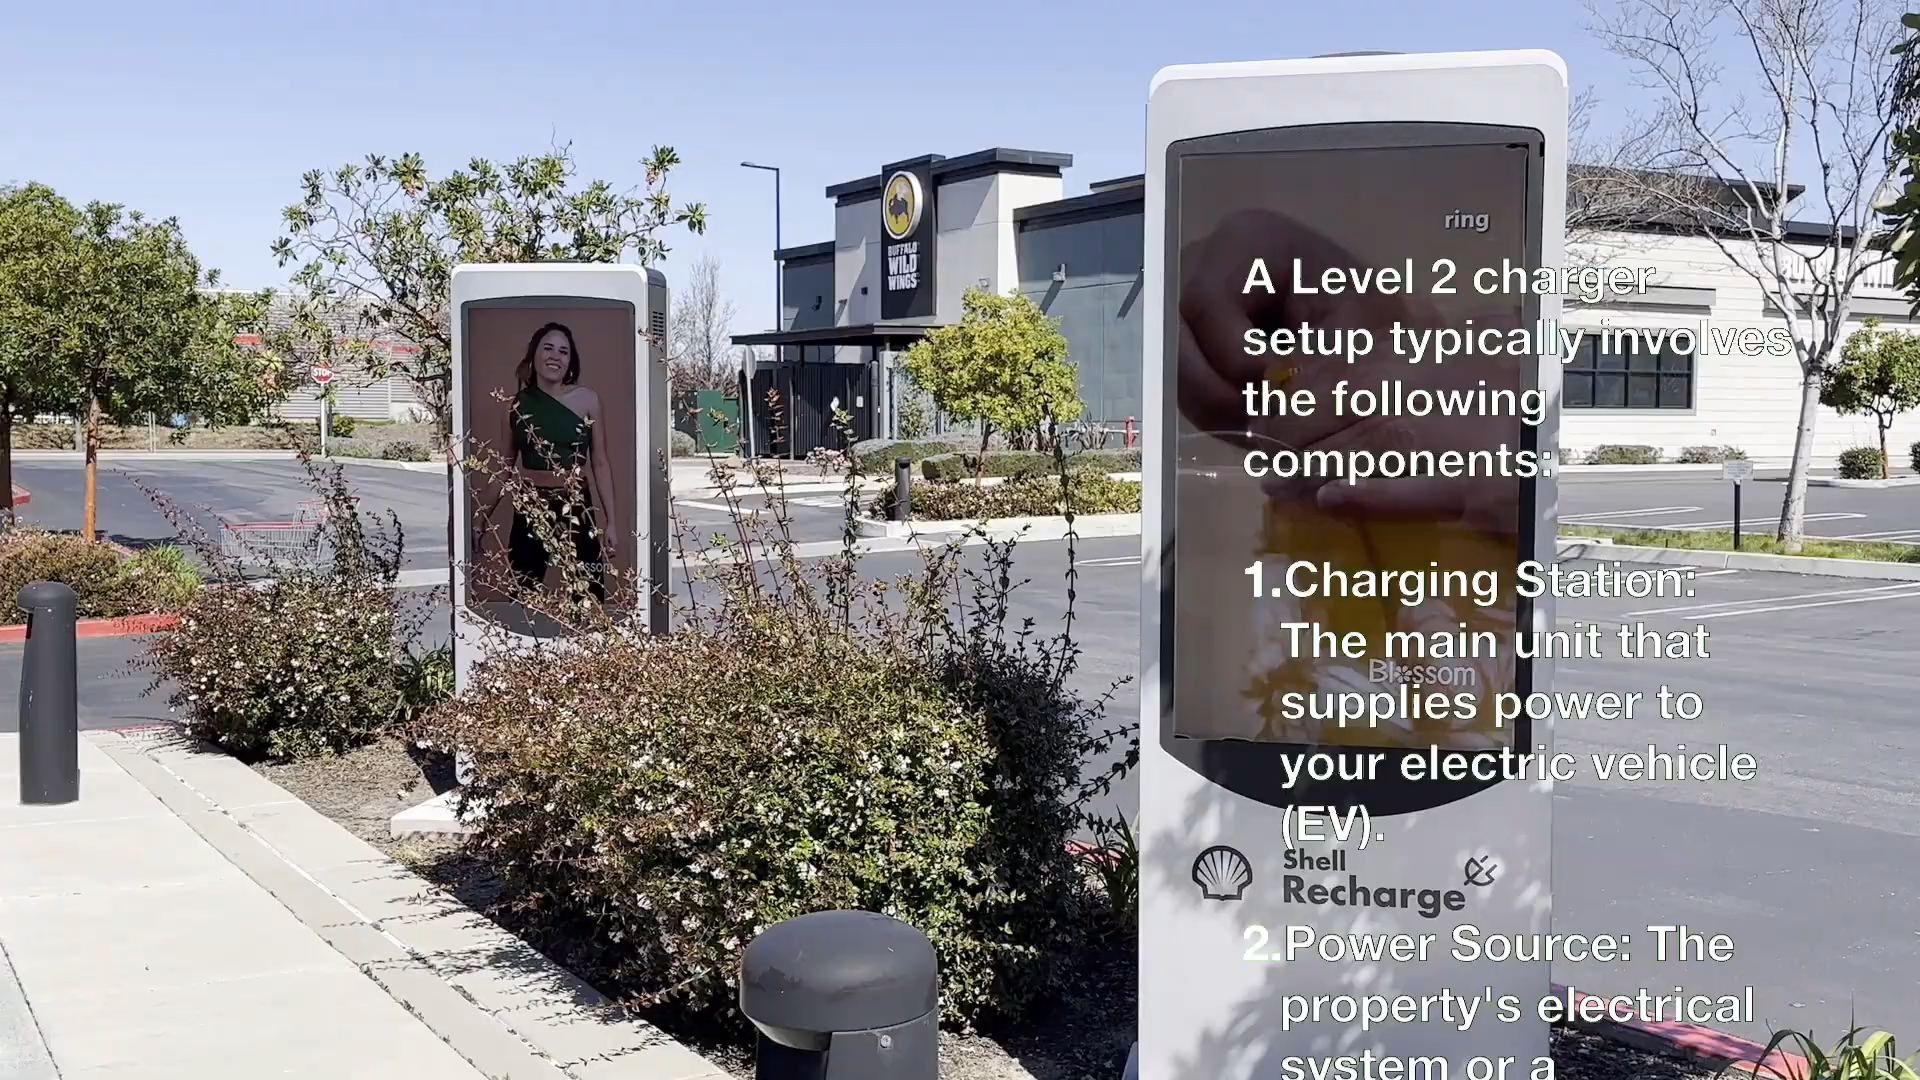 BUFFALO
WILD
WINGS
STOP
ring
A Level 2 charger
setup typically involves
the following
components:
1.Charging Station:
The main unit that
supplies power to
your electric vehicle
(EV).
Blossom
Shell
Recharge
2.Power Source: The
property's electrical
system or a